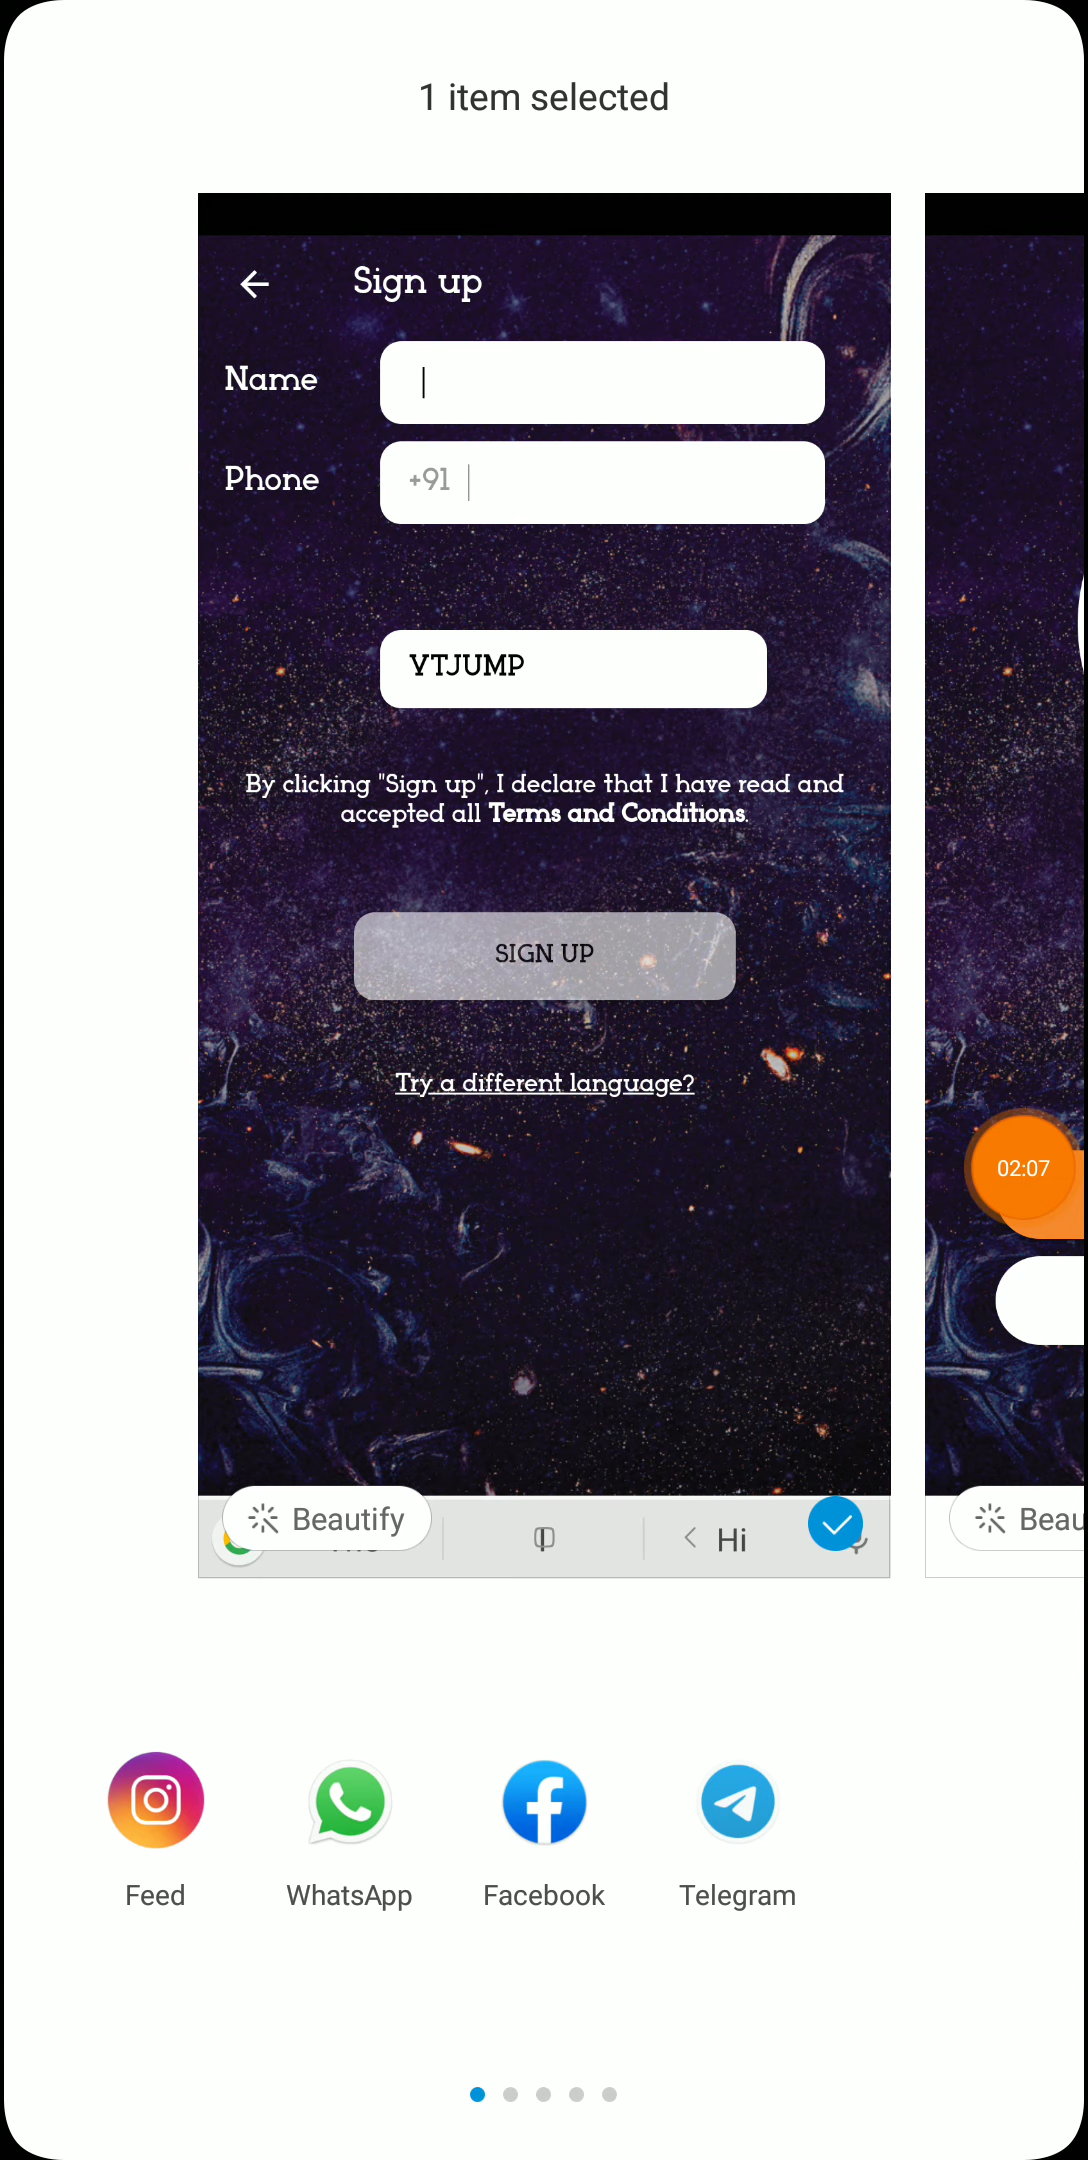 1 item selected
Sign up
Name
Phone
+91
VTJUMP
By clicking "Sign up", I declare that I have read and
accepted all Terms and Conditions.
SIGN UP
Try a different language?
02:07
Beautify
Hi
Beau
Feed
WhatsApp
Facebook
Telegram